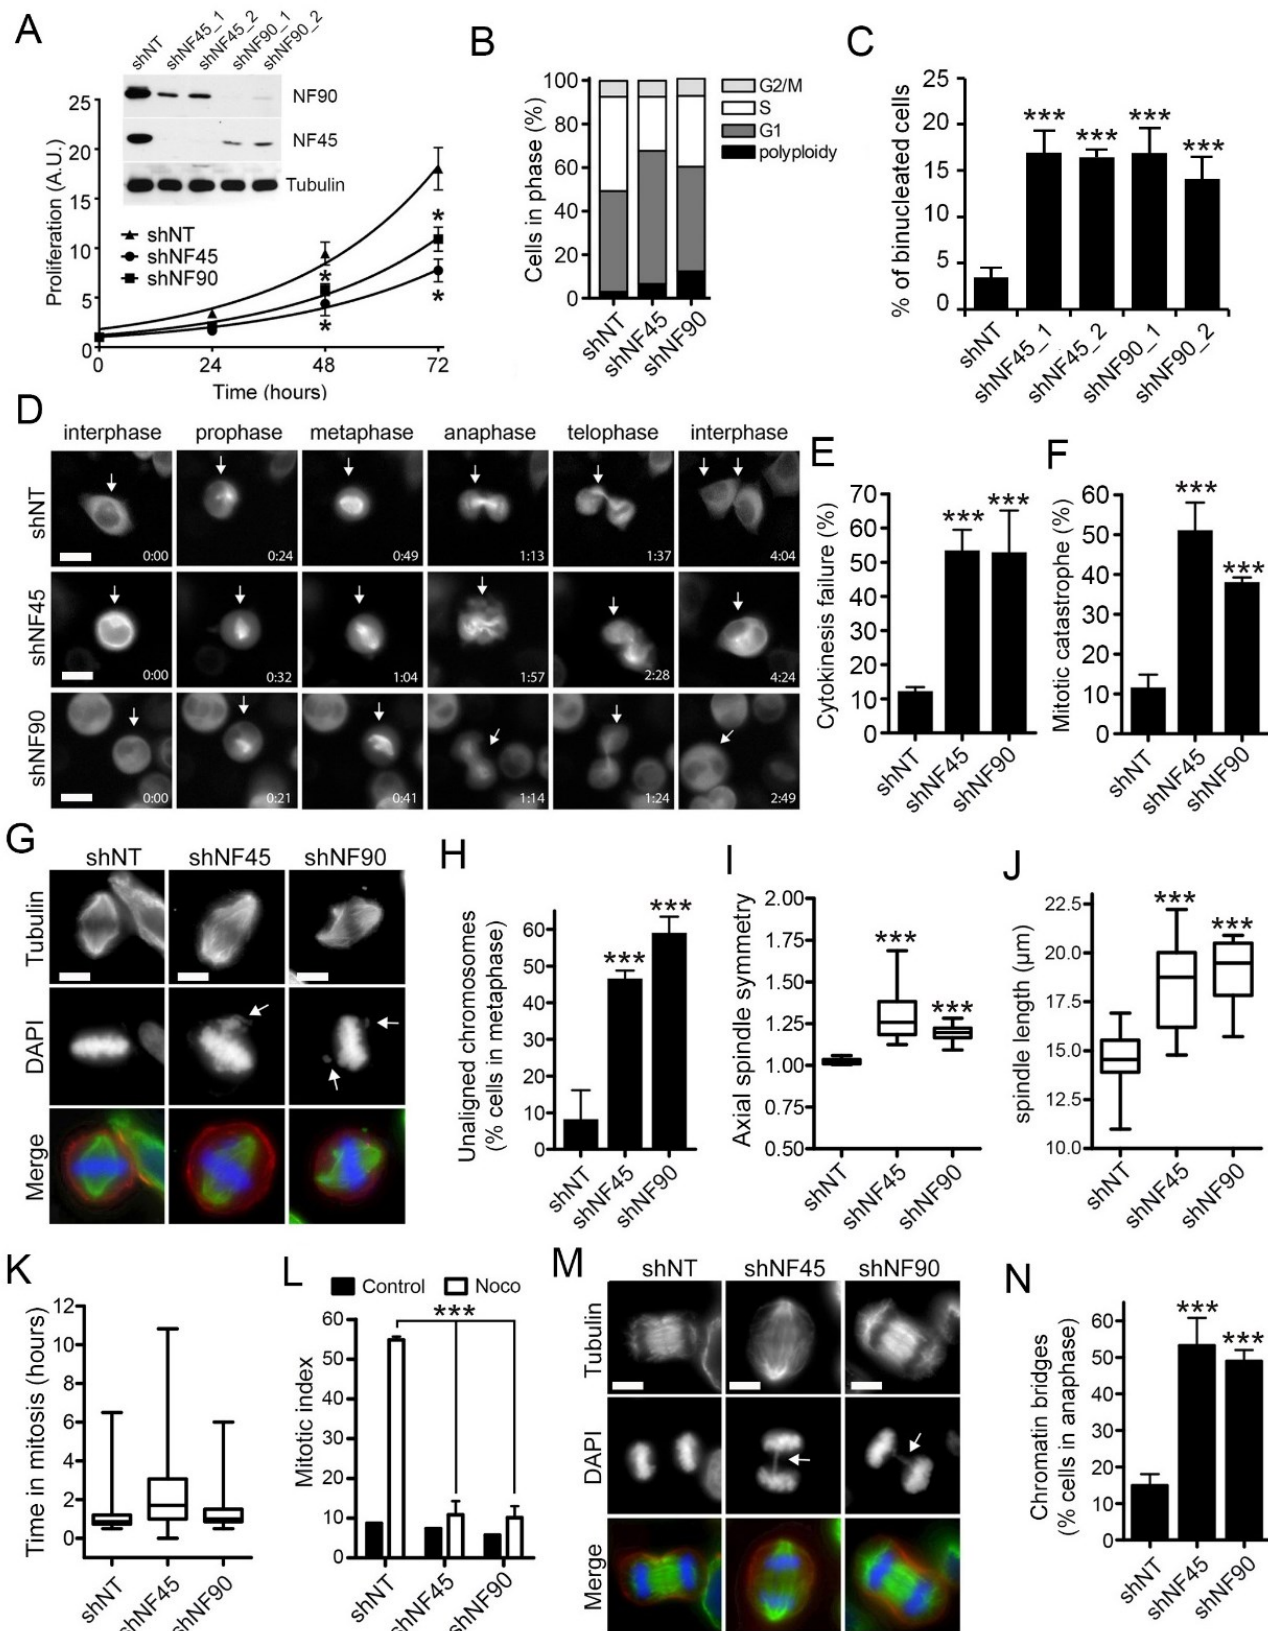 A
shNT
shNF45_1
shNF45_2
shNF90_1
shNF90_2
NF90
NF45
Tubulin
Proliferation (A.U.)
25
20
15
10
5
0
shNT
shNF45
shNF90
*
*
*
*
0 24 48 72
Time (hours)
B
Cells in phase (%)
100
80
60
40
20
0
G2/M
S
G1
polyploidy
shNT
shNF45
shNF90
C
% of binucleated cells
25
20
15
10
5
0
*** *** *** ***
shNT
shNF45_1
shNF45_2
shNF90_1
shNF90_2
D
interphase prophase metaphase anaphase telophase interphase
shNT
0:00 0:24 0:49 1:13 1:37 4:04
shNF45
0:00 0:32 1:04 1:57 2:28 4:24
shNF90
0:00 0:21 0:41 1:14 1:24 2:49
E
Cytokinesis failure (%)
70
60
50
40
30
20
10
0
*** ***
shNT
shNF45
shNF90
F
Mitotic catastrophe (%)
60
50
40
30
20
10
0
*** ***
shNT
shNF45
shNF90
G
shNT shNF45 shNF90
Tubulin
DAPI
Merge
H
Unaligned chromosomes
(% cells in metaphase)
60
50
40
30
20
10
0
*** ***
shNT
shNF45
shNF90
I
Axial spindle symmetry
2.00
1.75
1.50
1.25
1.00
0.75
0.50
*** ***
shNT
shNF45
shNF90
J
spindle length (µm)
22.5
20.0
17.5
15.0
12.5
10.0
*** ***
shNT
shNF45
shNF90
K
Time in mitosis (hours)
12
10
8
6
4
2
0
shNT
shNF45
shNF90
L
Control Noco
Mitotic index
60
50
40
30
20
10
0
***
shNT
shNF45
shNF90
M
shNT shNF45 shNF90
Tubulin
DAPI
Merge
N
Chromatin bridges
(% cells in anaphase)
60
50
40
30
20
10
0
*** ***
shNT
shNF45
shNF90